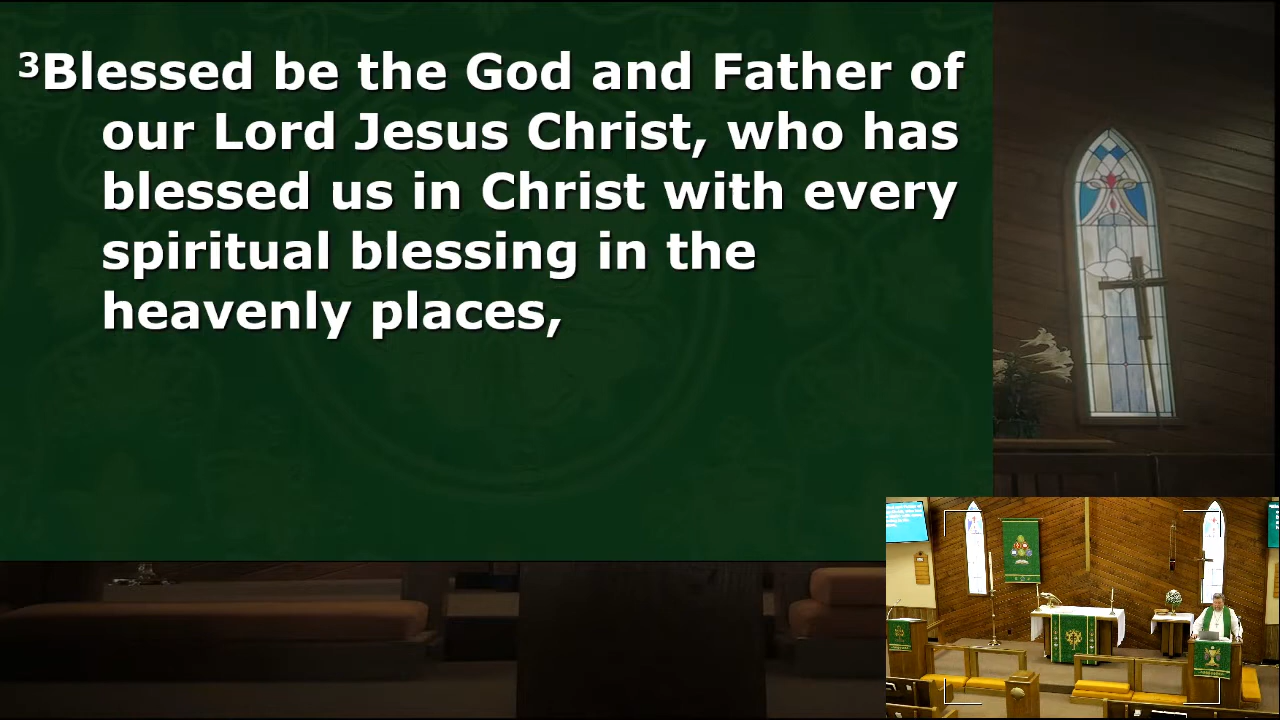 ³Blessed be the God and Father of
our Lord Jesus Christ, who has
blessed us in Christ with every
spiritual blessing in the
heavenly places,